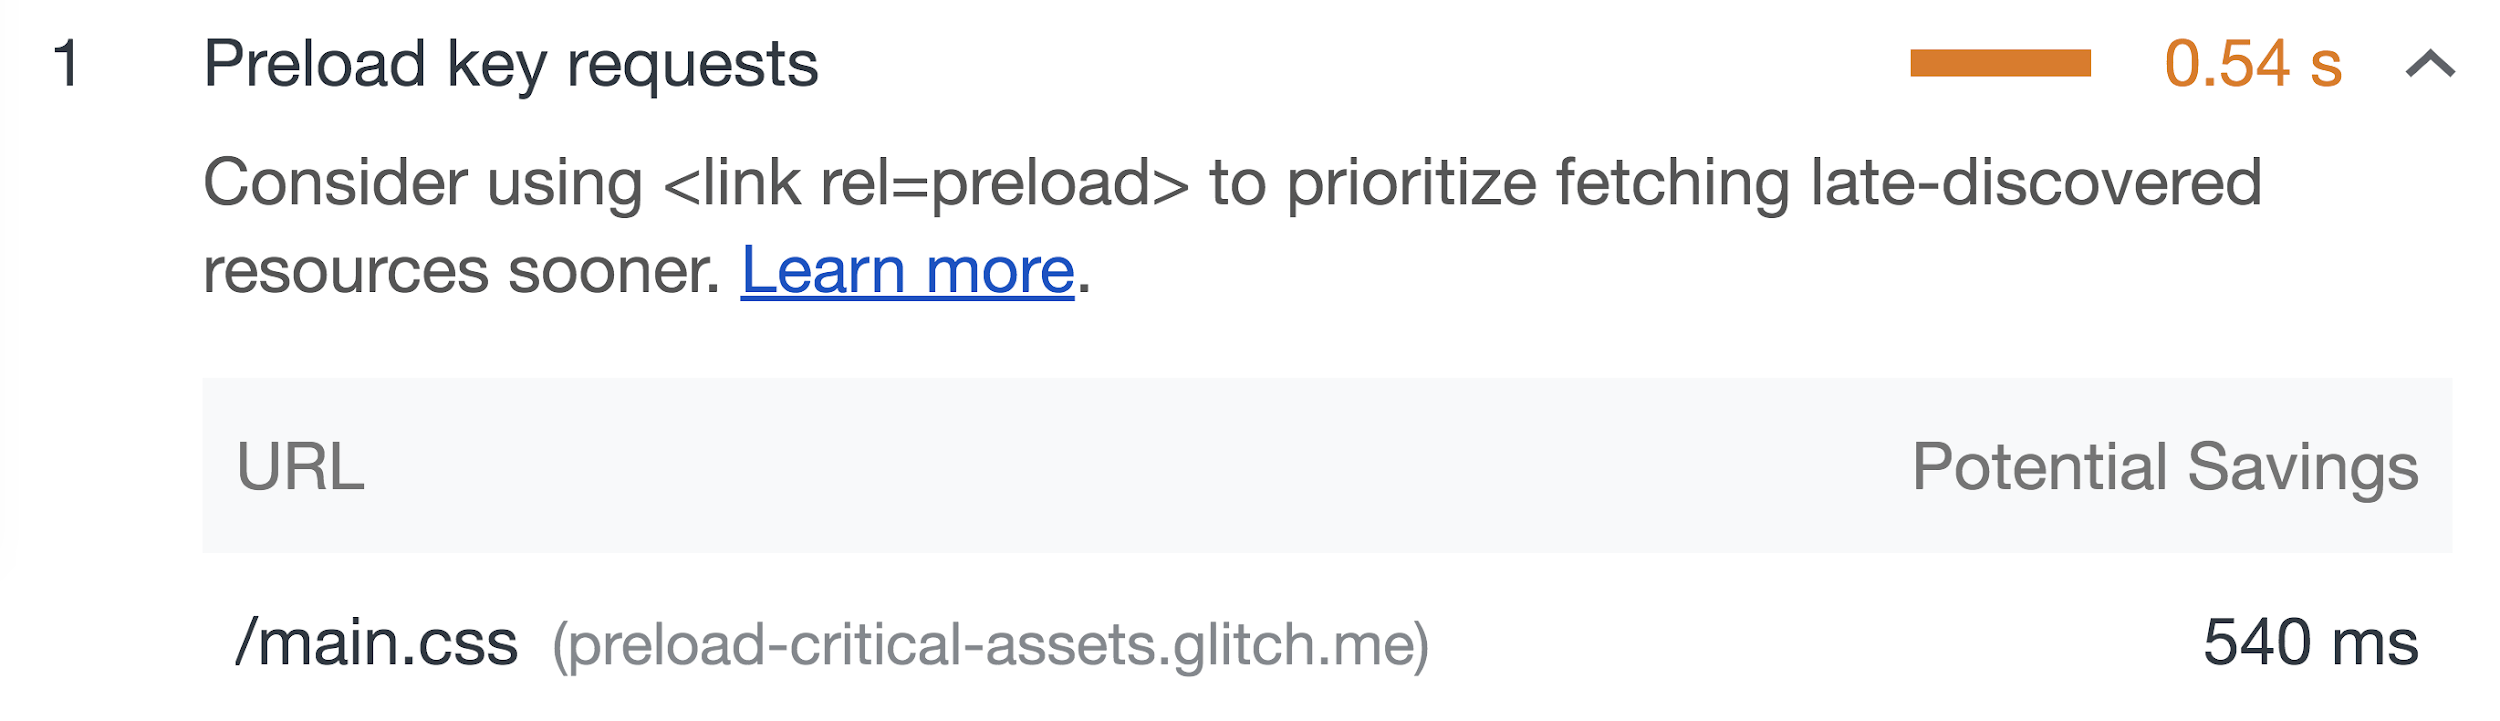 1 Preload key requests 0.54 s
Consider using <link rel=preload> to prioritize fetching late-discovered
resources sooner. Learn more.
URL Potential Savings
/main.css (preload-critical-assets.glitch.me) 540 ms